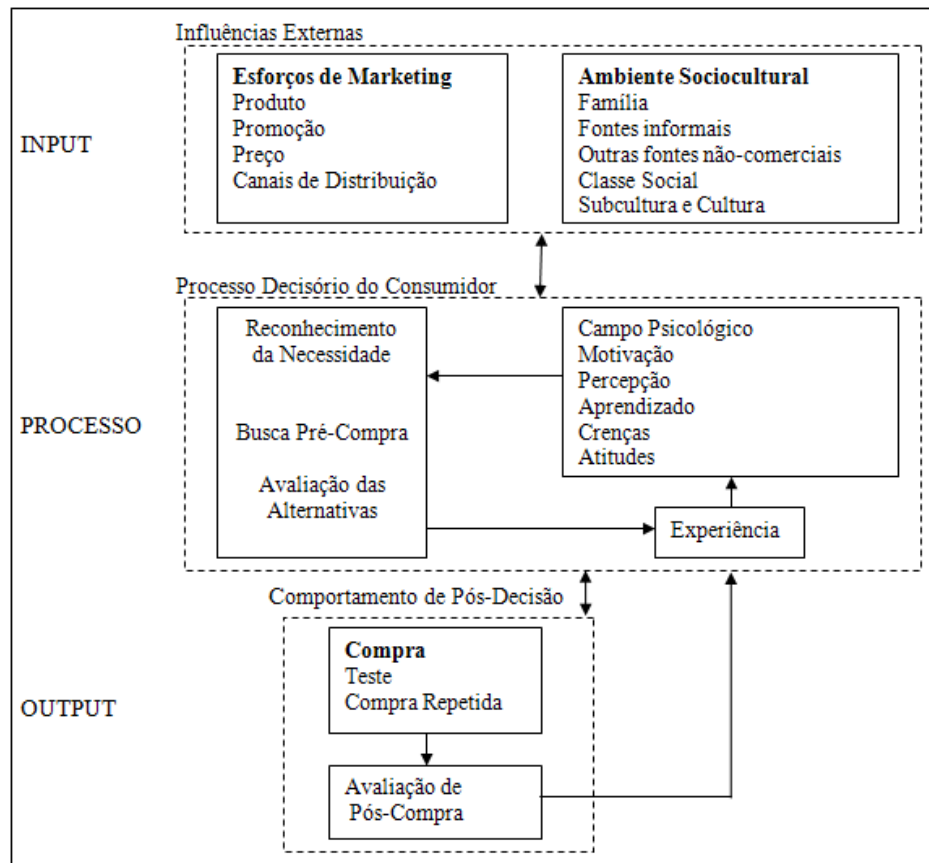 Influências Externas
INPUT
Esforços de Marketing
Produto
Promoção
Preço
Canais de Distribuição
Ambiente Sociocultural
Família
Fontes informais
Outras fontes não-comerciais
Classe Social
Subcultura e Cultura
Processo Decisório do Consumidor
PROCESSO
Reconhecimento
da Necessidade
Busca Pré-Compra
Avaliação das
Alternativas
Campo Psicológico
Motivação
Percepção
Aprendizado
Crenças
Atitudes
Experiência
Comportamento de Pós-Decisão
OUTPUT
Compra
Teste
Compra Repetida
Avaliação de
Pós-Compra